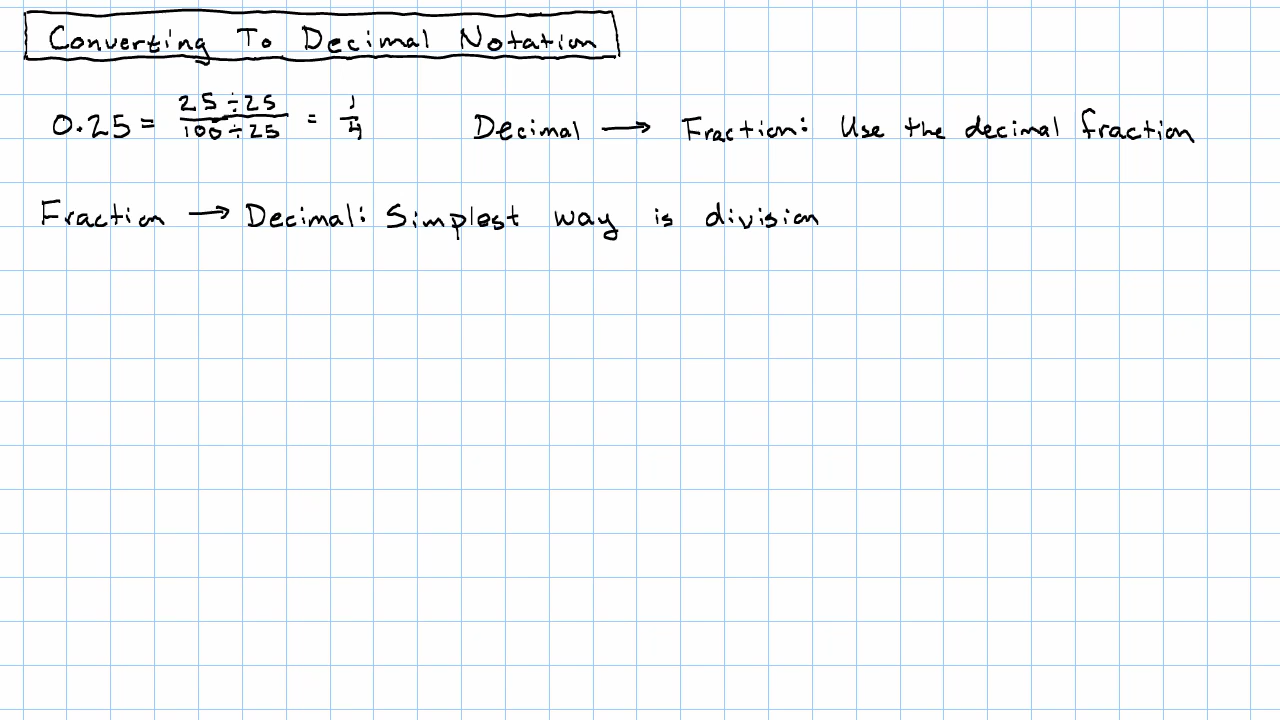 Converting To Decimal Notation
0.25 = 25÷25/100÷25 = 1/4 Decimal → Fraction: Use the decimal fraction
Fraction → Decimal: Simplest way is division